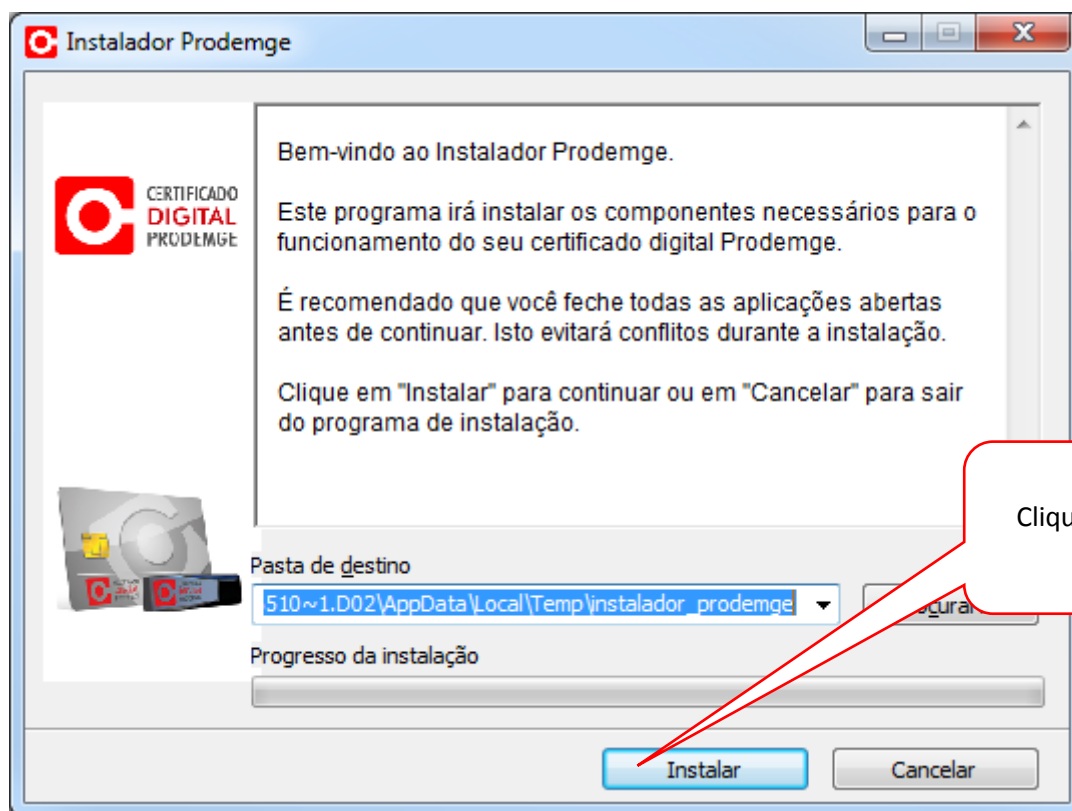 Instalador Prodemge
CERTIFICADO
DIGITAL
PRODEMGE
Bem-vindo ao Instalador Prodemge.
Este programa irá instalar os componentes necessários para o
funcionamento do seu certificado digital Prodemge.
É recomendado que você feche todas as aplicações abertas
antes de continuar. Isto evitará conflitos durante a instalação.
Clique em "Instalar" para continuar ou em "Cancelar" para sair
do programa de instalação.
Cliqu
Pasta de destino
510~1.D02\AppData\Local\Temp\instalador_prodemge
ocurar
Progresso da instalação
Instalar
Cancelar